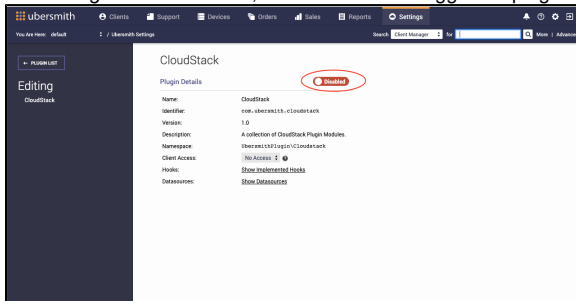 ubersmith Clients Support Devices Orders Sales Reports Settings
You Are Here: default / Ubersmith Settings Search Client Manager for More | Advance
← PLUGIN LIST
Editing
CloudStack
CloudStack
Plugin Details Disabled
Name: CloudStack
Identifier: com.ubersmith.cloudstack
Version: 1.0
Description: A collection of CloudStack Plugin Modules.
Namespace: UbersmithPlugin\Cloudstack
Client Access: No Access
Hooks: Show Implemented Hooks
Datasources: Show Datasources